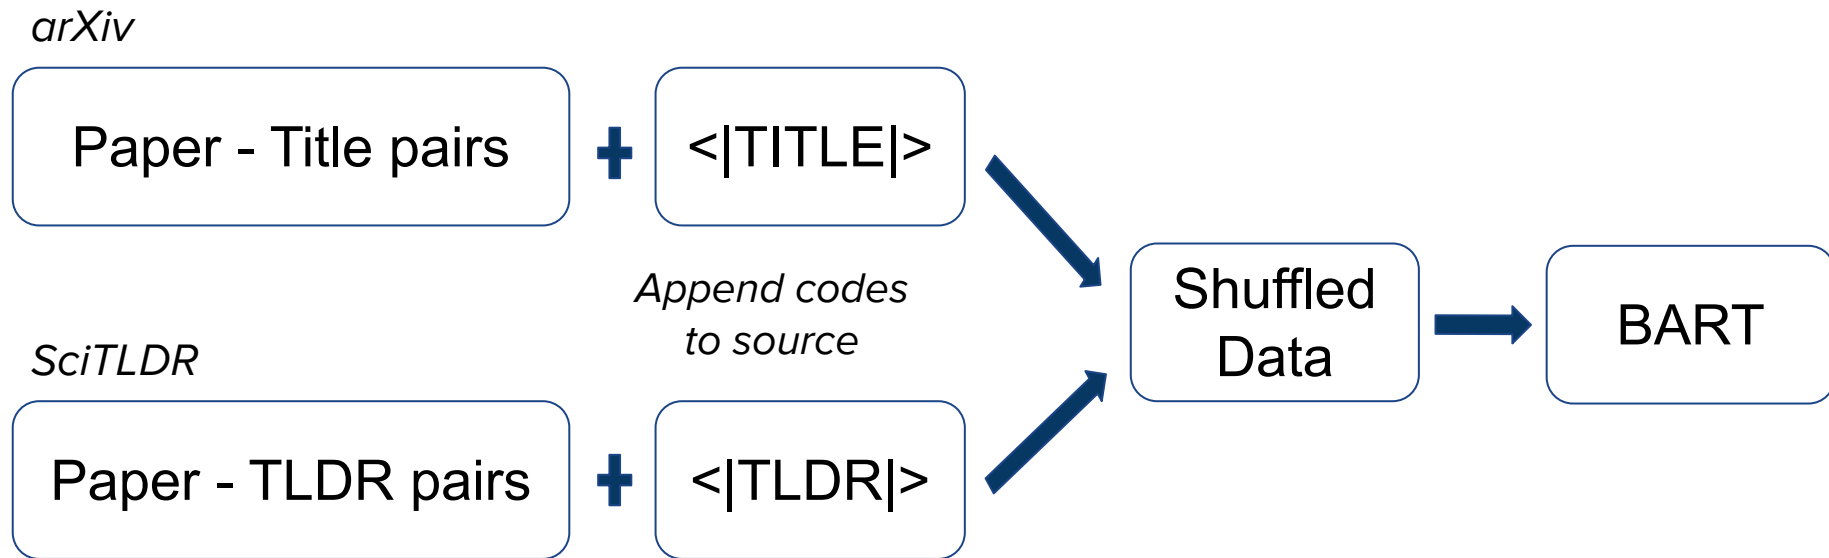 arXiv
Paper - Title pairs
<|TITLE|>
Append codes
to source
Shuffled
Data
BART
SciTLDR
Paper - TLDR pairs
<|TLDR|>